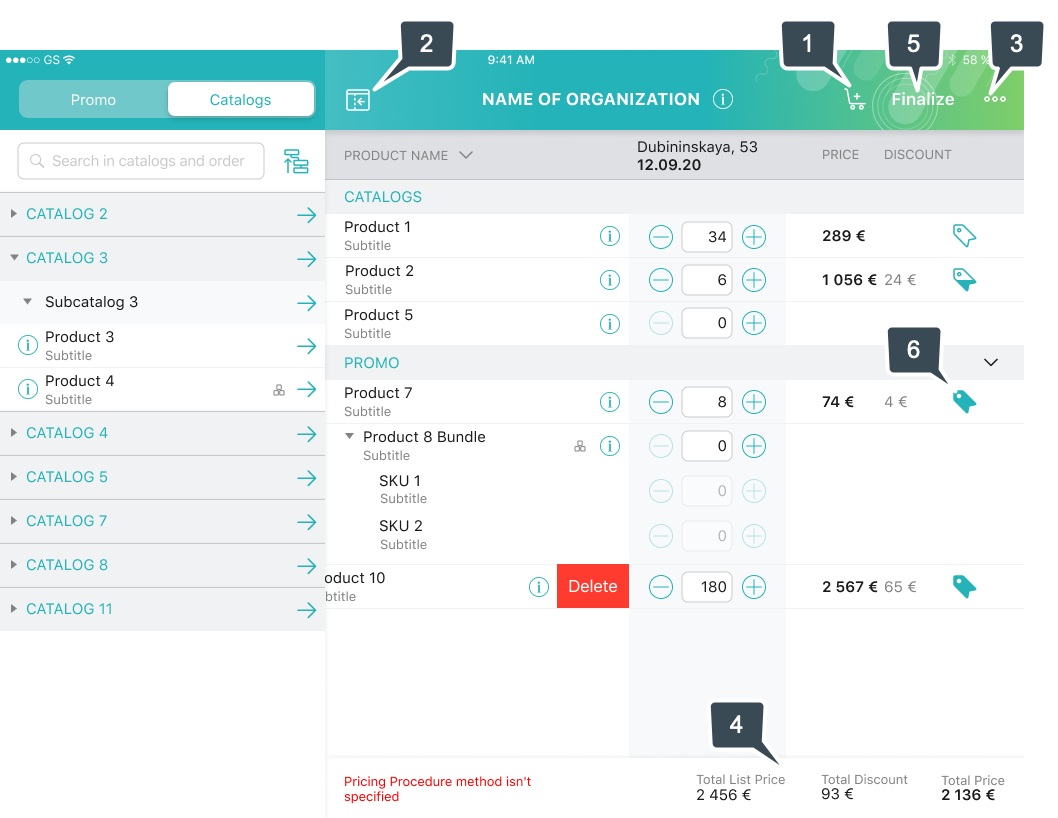 2
1
5
3
GS
9:41 AM
58 %
Promo
Catalogs
NAME OF ORGANIZATION
Finalize
Search in catalogs and order
PRODUCT NAME
Dubininskaya, 53
12.09.20
PRICE
DISCOUNT
CATALOG 2
CATALOG 3
Subcatalog 3
Product 3
Subtitle
Product 4
Subtitle
CATALOG 4
CATALOG 5
CATALOG 7
CATALOG 8
CATALOG 11
CATALOGS
Product 1
Subtitle
34
289 €
Product 2
Subtitle
6
1 056 € 24 €
Product 5
Subtitle
0
6
PROMO
Product 7
Subtitle
8
74 € 4 €
Product 8 Bundle
Subtitle
0
SKU 1
Subtitle
0
SKU 2
Subtitle
0
oduct 10
btitle
Delete
180
2 567 € 65 €
4
Pricing Procedure method isn't
specified
Total List Price
2 456 €
Total Discount
93 €
Total Price
2 136 €